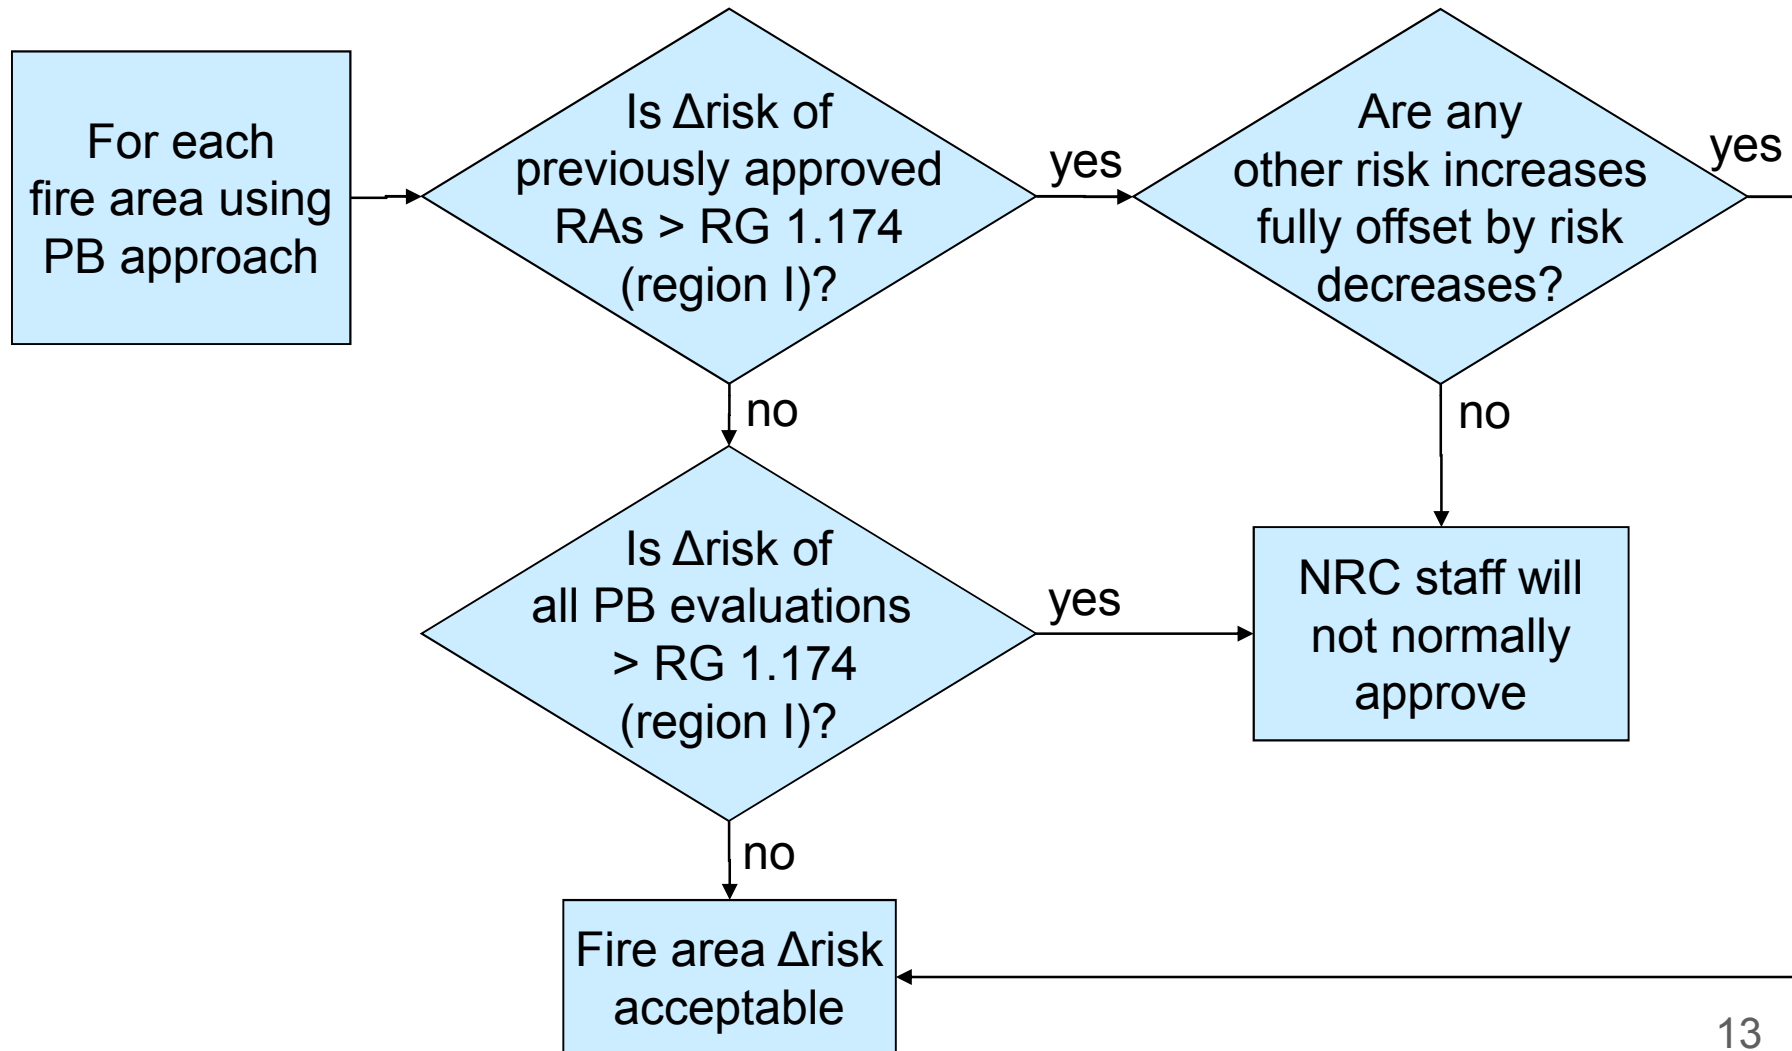 For each
fire area using
PB approach
Is Δrisk of
previously approved
RAs > RG 1.174
(region I)?
yes
Are any
other risk increases
fully offset by risk
decreases?
yes
no
no
Is Δrisk of
all PB evaluations
> RG 1.174
(region I)?
yes
NRC staff will
not normally
approve
no
Fire area Δrisk
acceptable
13